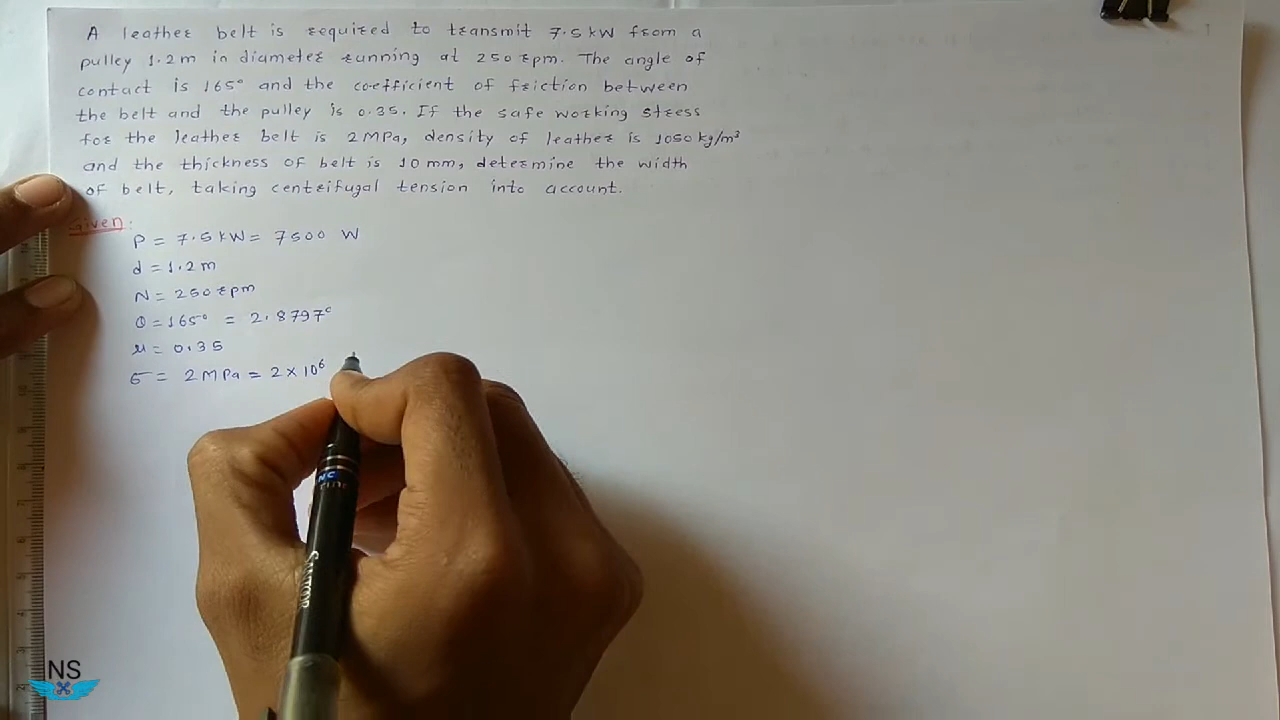 A leather belt is required to transmit 7.5 kW from a
pulley 1.2 m in diameter running at 250 rpm. The angle of
contact is 165° and the coefficient of friction between
the belt and the pulley is 0.35. If the safe working stress
for the leather belt is 2 MPa, density of leather is 1050 kg/m³
and the thickness of belt is 10 mm, determine the width
of belt, taking centrifugal tension into account.
Given:
P = 7.5 kW = 7500 W
d = 1.2 m
N = 250 rpm
θ = 165° = 2.8797ᶜ
μ = 0.35
σ = 2 MPa = 2 × 10⁶
NS